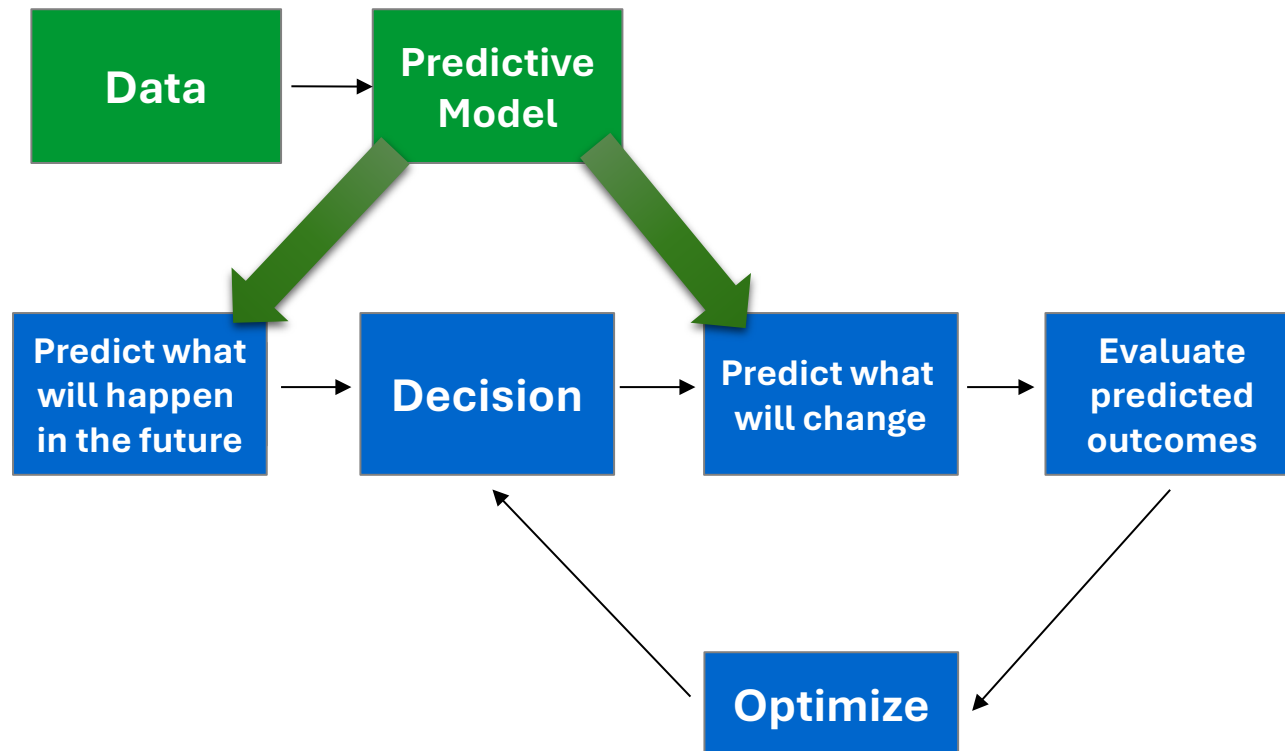 Data
Predictive
Model
Predict what
will happen
in the future
Decision
Predict what
will change
Evaluate
predicted
outcomes
Optimize